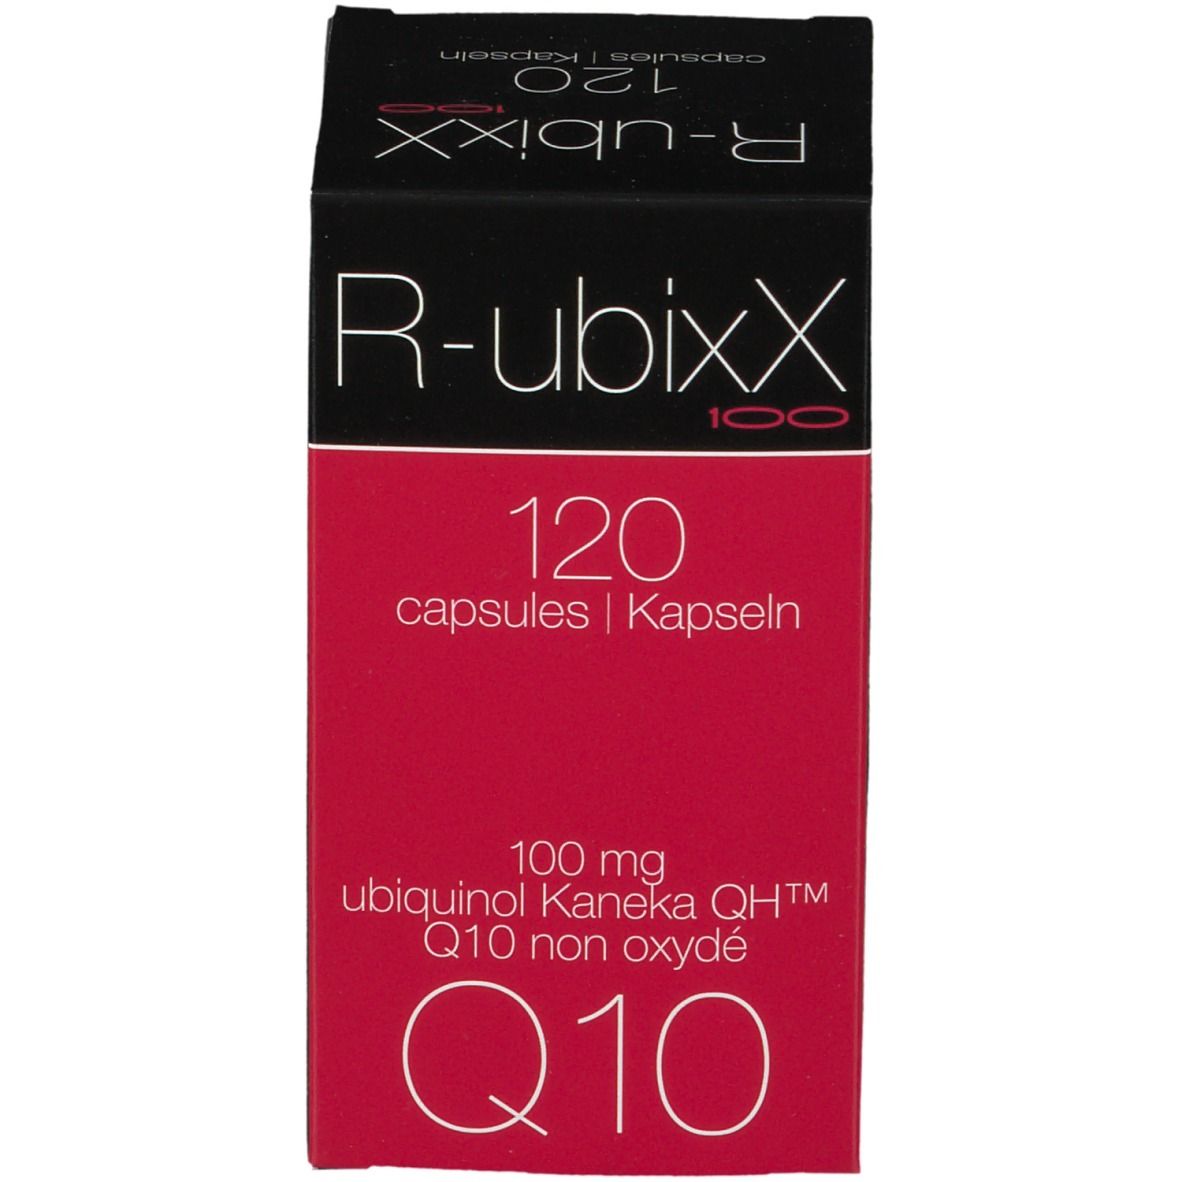 capsules | Kapseln
120
100
R-ubixX
R-ubixX
100
120
capsules | Kapseln
100 mg
ubiquinol Kaneka QH™
Q10 non oxydé
Q10